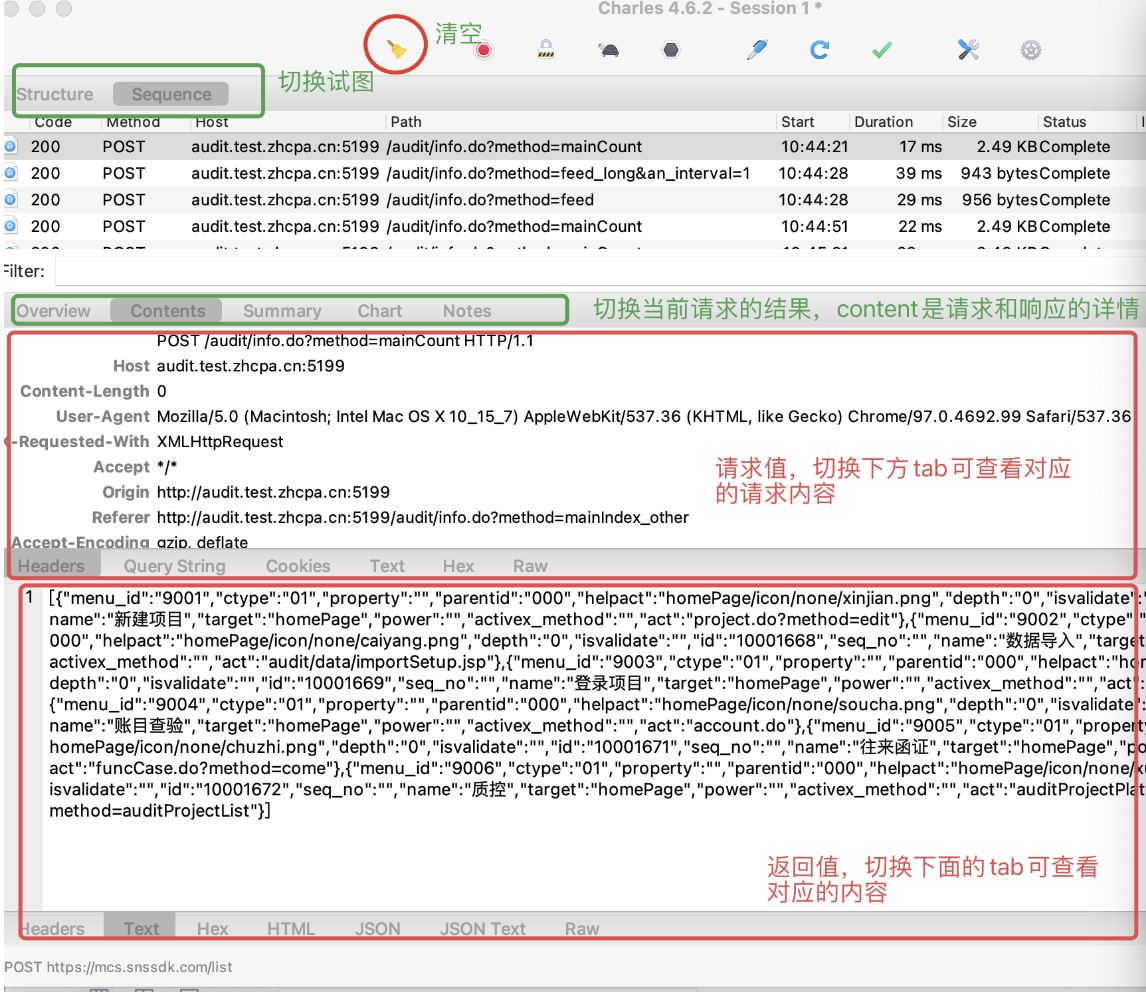 Charles 4.6.2 - Session 1 *
清空
切换试图
Structure Sequence
Code Method Host Path Start Duration Size Status
200 POST audit.test.zhcpa.cn:5199 /audit/info.do?method=mainCount 10:44:21 17 ms 2.49 KB Complete
200 POST audit.test.zhcpa.cn:5199 /audit/info.do?method=feed_long&an_interval=1 10:44:28 39 ms 943 bytes Complete
200 POST audit.test.zhcpa.cn:5199 /audit/info.do?method=feed 10:44:28 29 ms 956 bytes Complete
200 POST audit.test.zhcpa.cn:5199 /audit/info.do?method=mainCount 10:44:51 22 ms 2.49 KB Complete
Filter:
Overview Contents Summary Chart Notes
切换当前请求的结果，content是请求和响应的详情
POST /audit/info.do?method=mainCount HTTP/1.1
Host audit.test.zhcpa.cn:5199
Content-Length 0
User-Agent Mozilla/5.0 (Macintosh; Intel Mac OS X 10_15_7) AppleWebKit/537.36 (KHTML, like Gecko) Chrome/97.0.4692.99 Safari/537.36
-Requested-With XMLHttpRequest
Accept */*
Origin http://audit.test.zhcpa.cn:5199
Referer http://audit.test.zhcpa.cn:5199/audit/info.do?method=mainIndex_other
Accept-Encoding gzip, deflate
请求值，切换下方tab可查看对应
的请求内容
Headers Query String Cookies Text Hex Raw
1 [{"menu_id":"9001","ctype":"01","property":"","parentid":"000","helpact":"homePage/icon/none/xinjian.png","depth":"0","isvalidate":"
name":"新建项目","target":"homePage","power":"","activex_method":"","act":"project.do?method=edit"},{"menu_id":"9002","ctype":"
000","helpact":"homePage/icon/none/caiyang.png","depth":"0","isvalidate":"","id":"10001668","seq_no":"","name":"数据导入","targe
activex_method":"","act":"audit/data/importSetup.jsp"},{"menu_id":"9003","ctype":"01","property":"","parentid":"000","helpact":"hom
depth":"0","isvalidate":"","id":"10001669","seq_no":"","name":"登录项目","target":"homePage","power":"","activex_method":"","act"
{"menu_id":"9004","ctype":"01","property":"","parentid":"000","helpact":"homePage/icon/none/soucha.png","depth":"0","isvalidate":"
name":"账目查验","target":"homePage","power":"","activex_method":"","act":"account.do"},{"menu_id":"9005","ctype":"01","property
homePage/icon/none/chuzhi.png","depth":"0","isvalidate":"","id":"10001671","seq_no":"","name":"往来函证","target":"homePage","po
act":"funcCase.do?method=come"},{"menu_id":"9006","ctype":"01","property":"","parentid":"000","helpact":"homePage/icon/none/x
isvalidate":"","id":"10001672","seq_no":"","name":"质控","target":"homePage","power":"","activex_method":"","act":"auditProjectPlat
method=auditProjectList"}]
返回值，切换下面的tab可查看
对应的内容
Headers Text Hex HTML JSON JSON Text Raw
POST https://mcs.snssdk.com/list